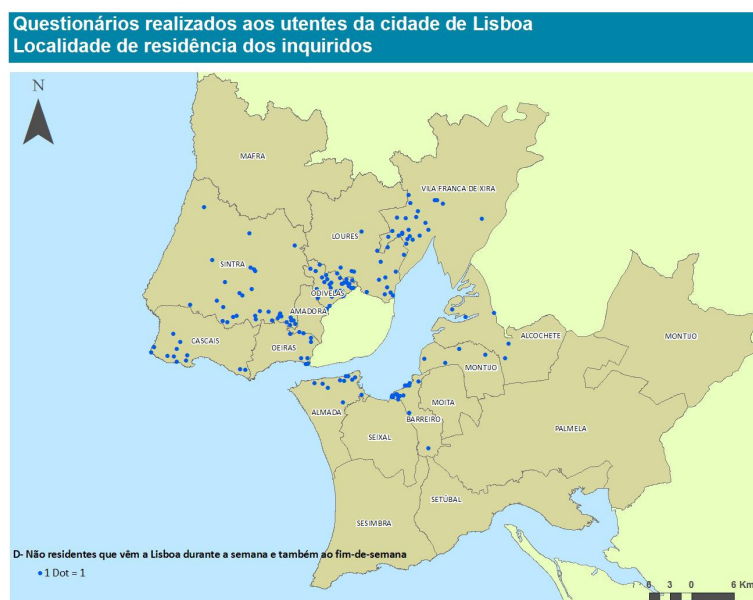 Questionários realizados aos utentes da cidade de Lisboa
Localidade de residência dos inquiridos
N
MAFRA
VILA FRANCA DE XIRA
LOURES
SINTRA
ODIVELAS
AMADORA
CASCAIS
OEIRAS
ALCOCHETE
MONTIJO
MONTIJO
MOITA
ALMADA
BARREIRO
PALMELA
SEIXAL
SETÚBAL
SESIMBRA
D- Não residentes que vêm a Lisboa durante a semana e também ao fim-de-semana
1 Dot = 1
6 3 0 6 Km